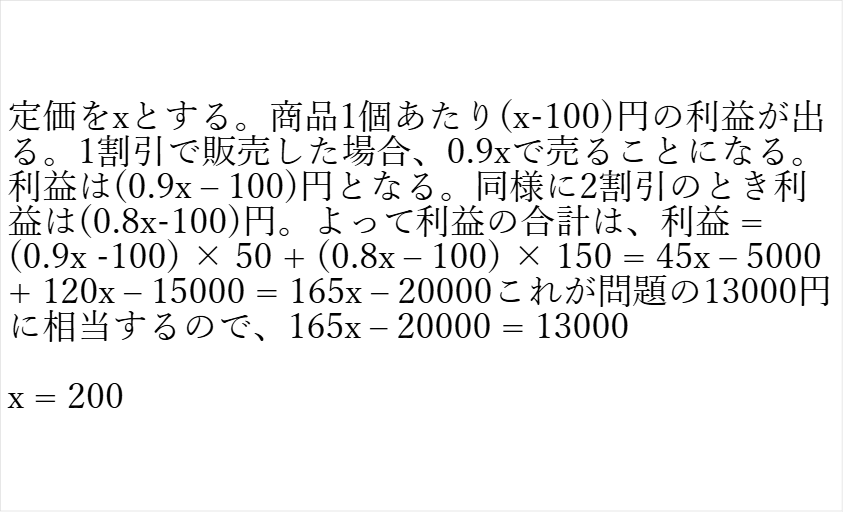 定価をxとする。商品1個あたり(x-100)円の利益が出
る。1割引で販売した場合、0.9xで売ることになる。
利益は(0.9x – 100)円となる。同様に2割引のとき利
益は(0.8x-100)円。よって利益の合計は、利益 =
(0.9x -100) × 50 + (0.8x – 100) × 150 = 45x – 5000
+ 120x – 15000 = 165x – 20000これが問題の13000円
に相当するので、165x – 20000 = 13000
x = 200